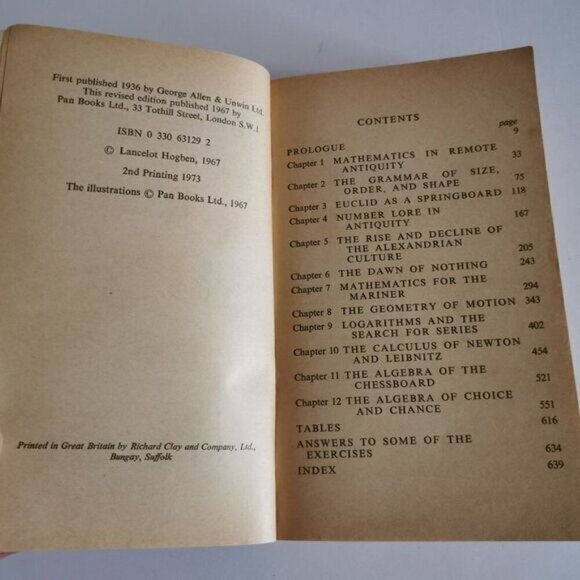 First published 1936 by George Allen & Unwin Ltd.
This revised edition published 1967 by
Pan Books Ltd., 33 Tothill Street, London S.W.1
ISBN 0 330 63129 2
© Lancelot Hogben, 1967
2nd Printing 1973
The illustrations © Pan Books Ltd., 1967
Printed in Great Britain by Richard Clay and Company, Ltd.,
Bungay, Suffolk
CONTENTS
page
PROLOGUE 9
Chapter 1 MATHEMATICS IN REMOTE
ANTIQUITY 33
Chapter 2 THE GRAMMAR OF SIZE,
ORDER, AND SHAPE 75
Chapter 3 EUCLID AS A SPRINGBOARD 118
Chapter 4 NUMBER LORE IN
ANTIQUITY 167
Chapter 5 THE RISE AND DECLINE OF
THE ALEXANDRIAN
CULTURE 205
Chapter 6 THE DAWN OF NOTHING 243
Chapter 7 MATHEMATICS FOR THE
MARINER 294
Chapter 8 THE GEOMETRY OF MOTION 343
Chapter 9 LOGARITHMS AND THE
SEARCH FOR SERIES 402
Chapter 10 THE CALCULUS OF NEWTON
AND LEIBNITZ 454
Chapter 11 THE ALGEBRA OF THE
CHESSBOARD 521
Chapter 12 THE ALGEBRA OF CHOICE
AND CHANCE 551
TABLES 616
ANSWERS TO SOME OF THE
EXERCISES 634
INDEX 639